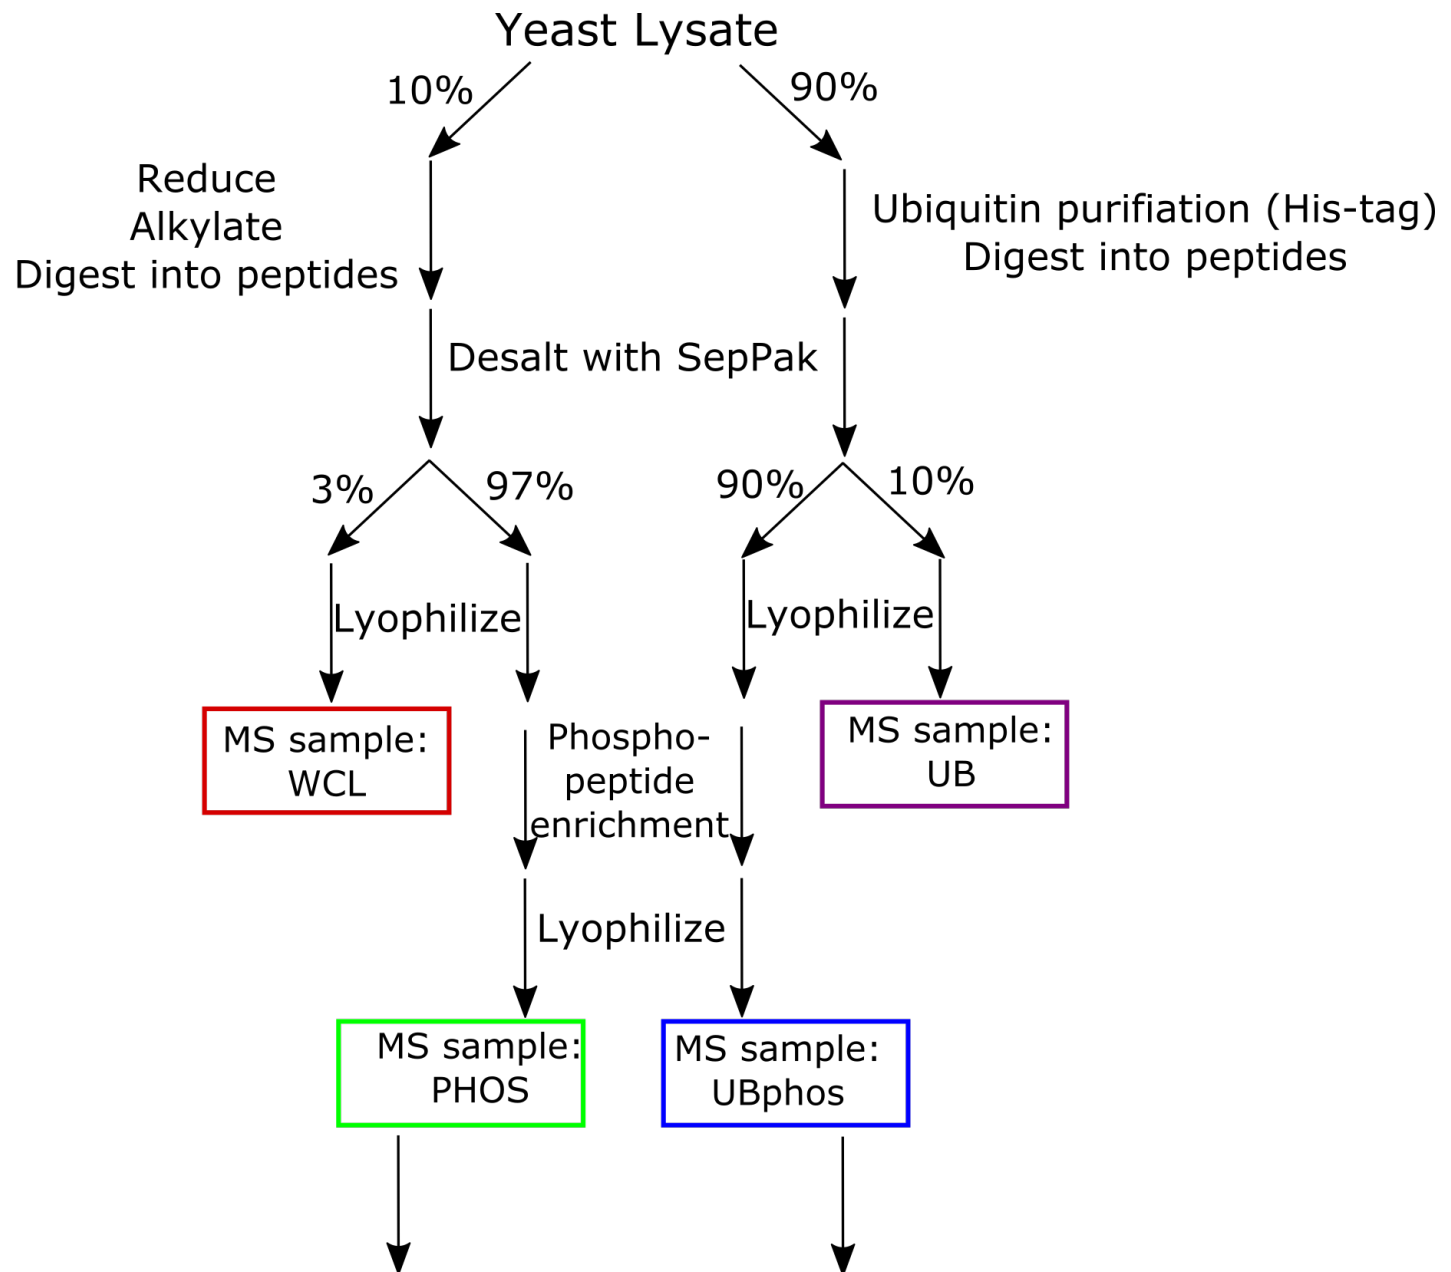 Yeast Lysate
10%
90%
Reduce
Alkylate
Digest into peptides
Ubiquitin purifiation (His-tag)
Digest into peptides
Desalt with SepPak
3%
97%
90%
10%
Lyophilize
Lyophilize
MS sample:
WCL
Phospho-
peptide
enrichment
MS sample:
UB
Lyophilize
MS sample:
PHOS
MS sample:
UBphos